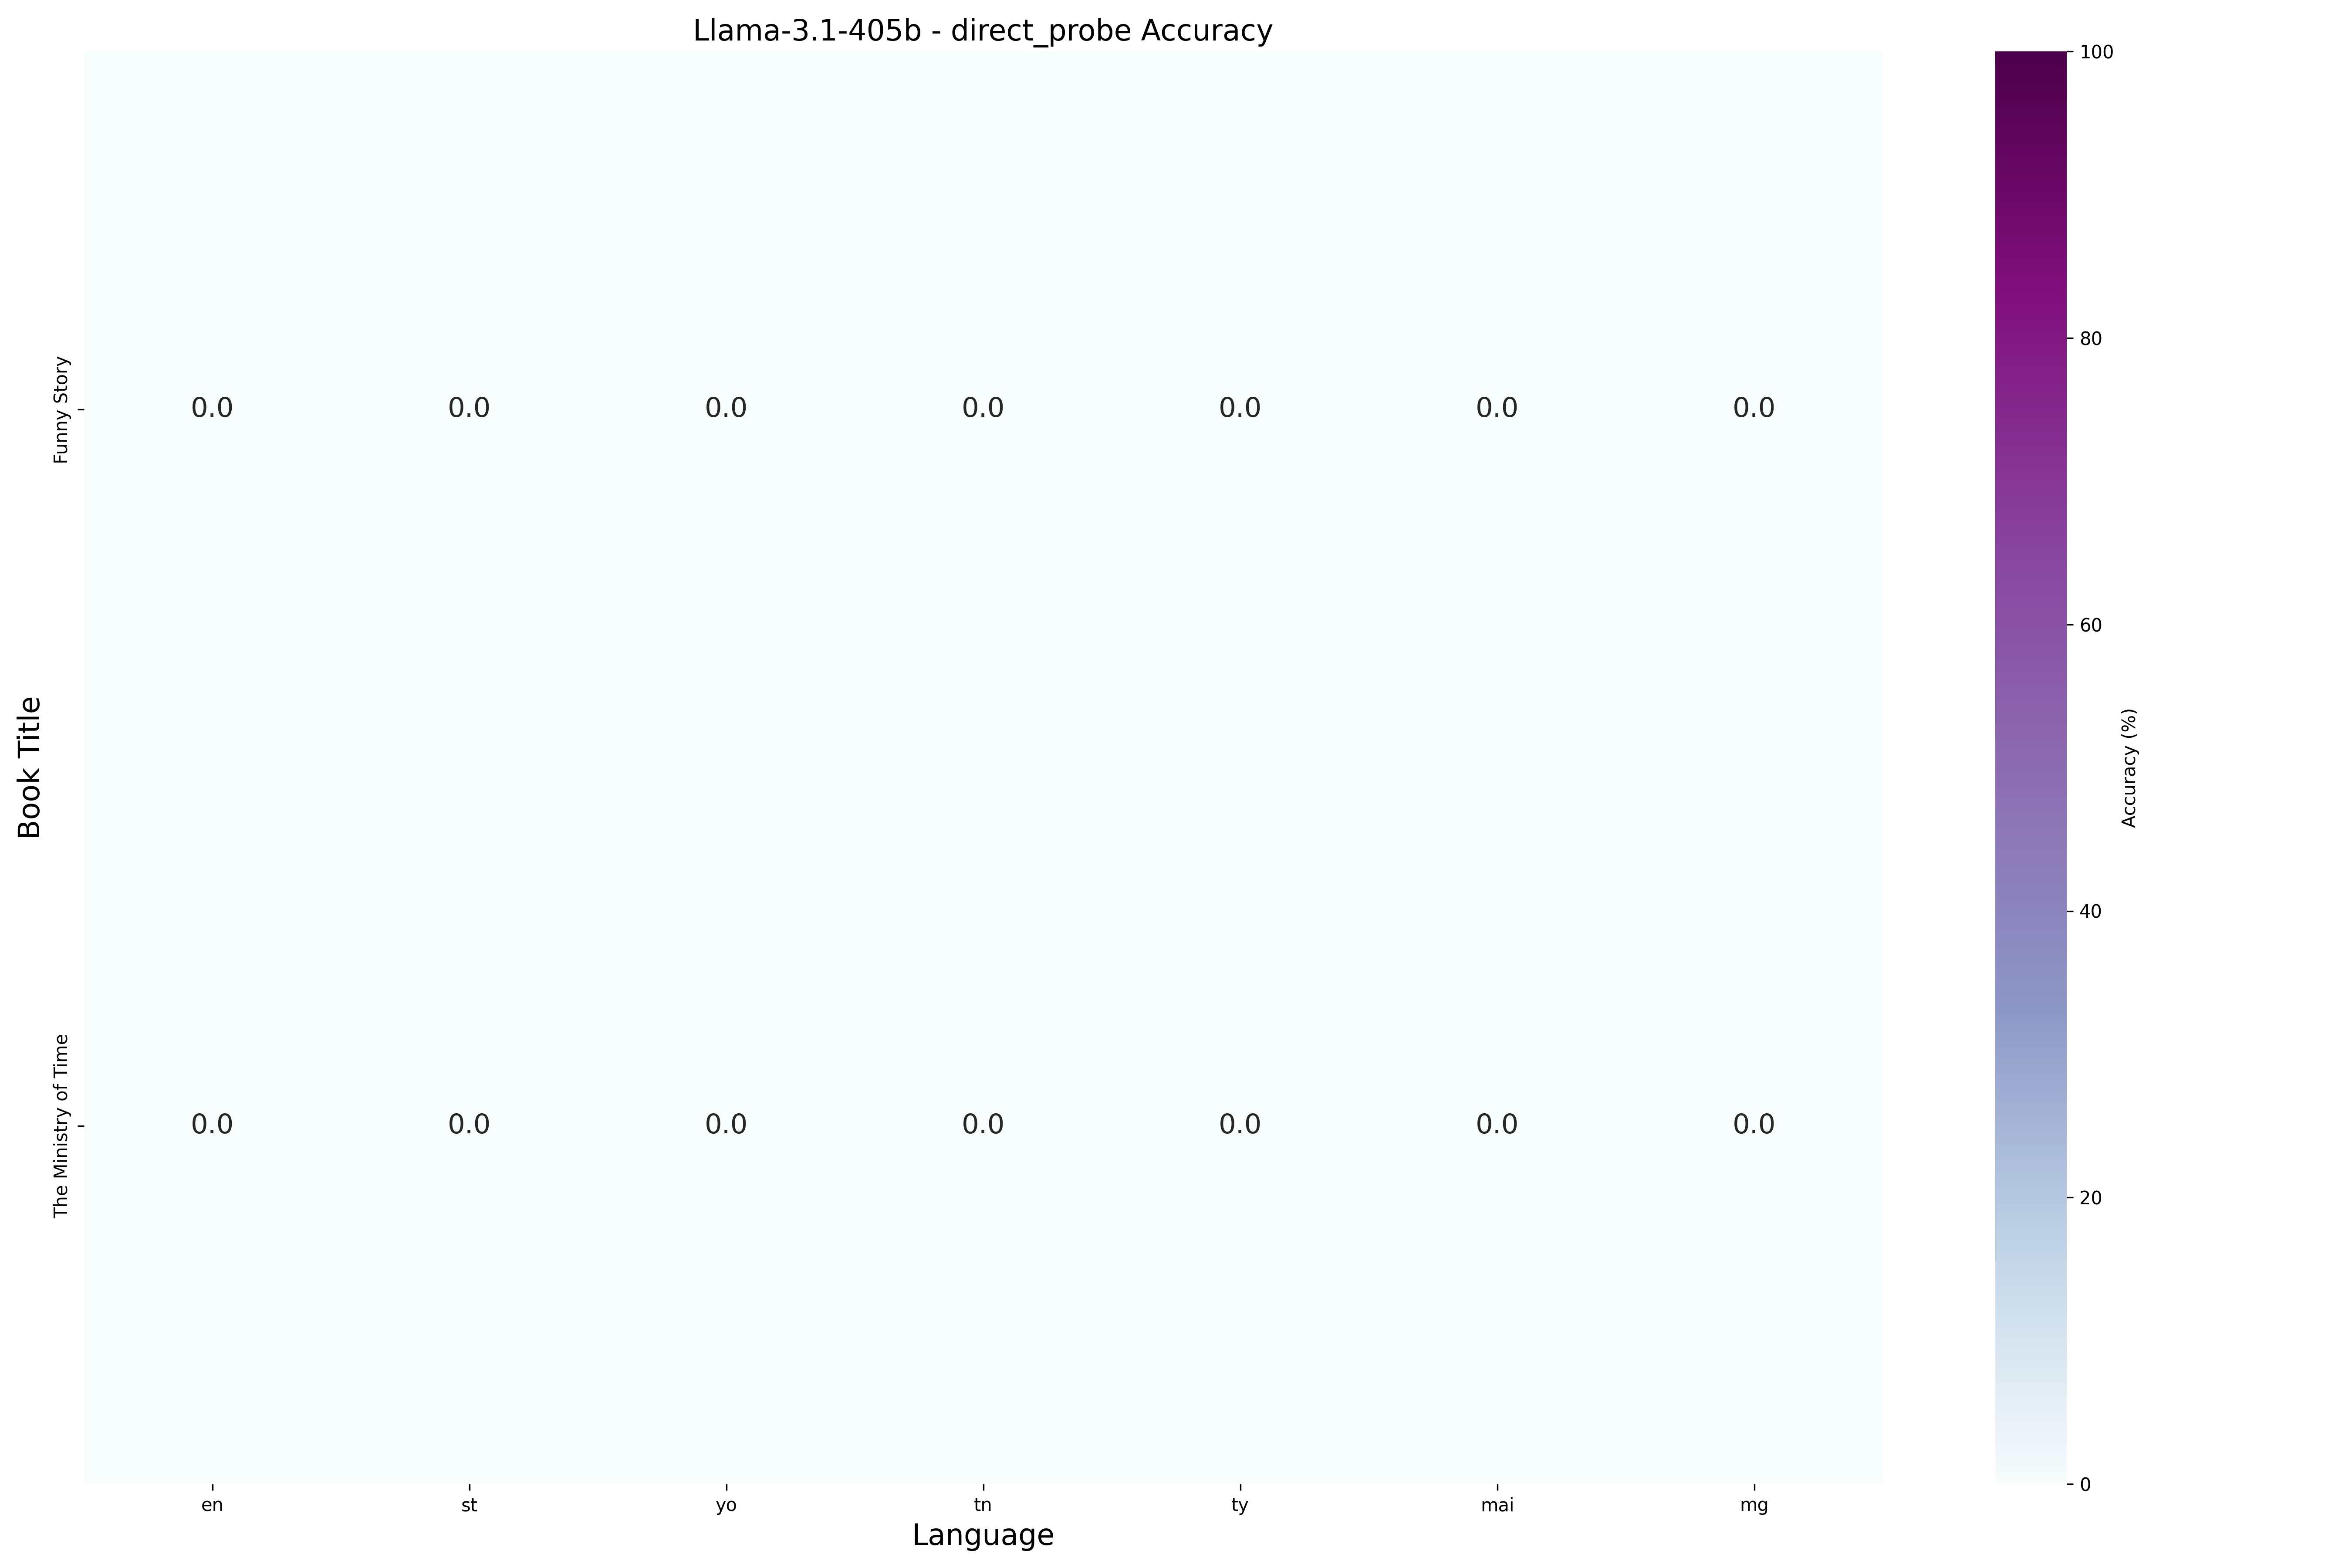 Llama-3.1-405b - direct_probe Accuracy
Book Title
Funny Story
0.0 0.0 0.0 0.0 0.0 0.0 0.0
The Ministry of Time
0.0 0.0 0.0 0.0 0.0 0.0 0.0
en st yo tn ty mai mg
Language
100
80
60
40
20
0
Accuracy (%)